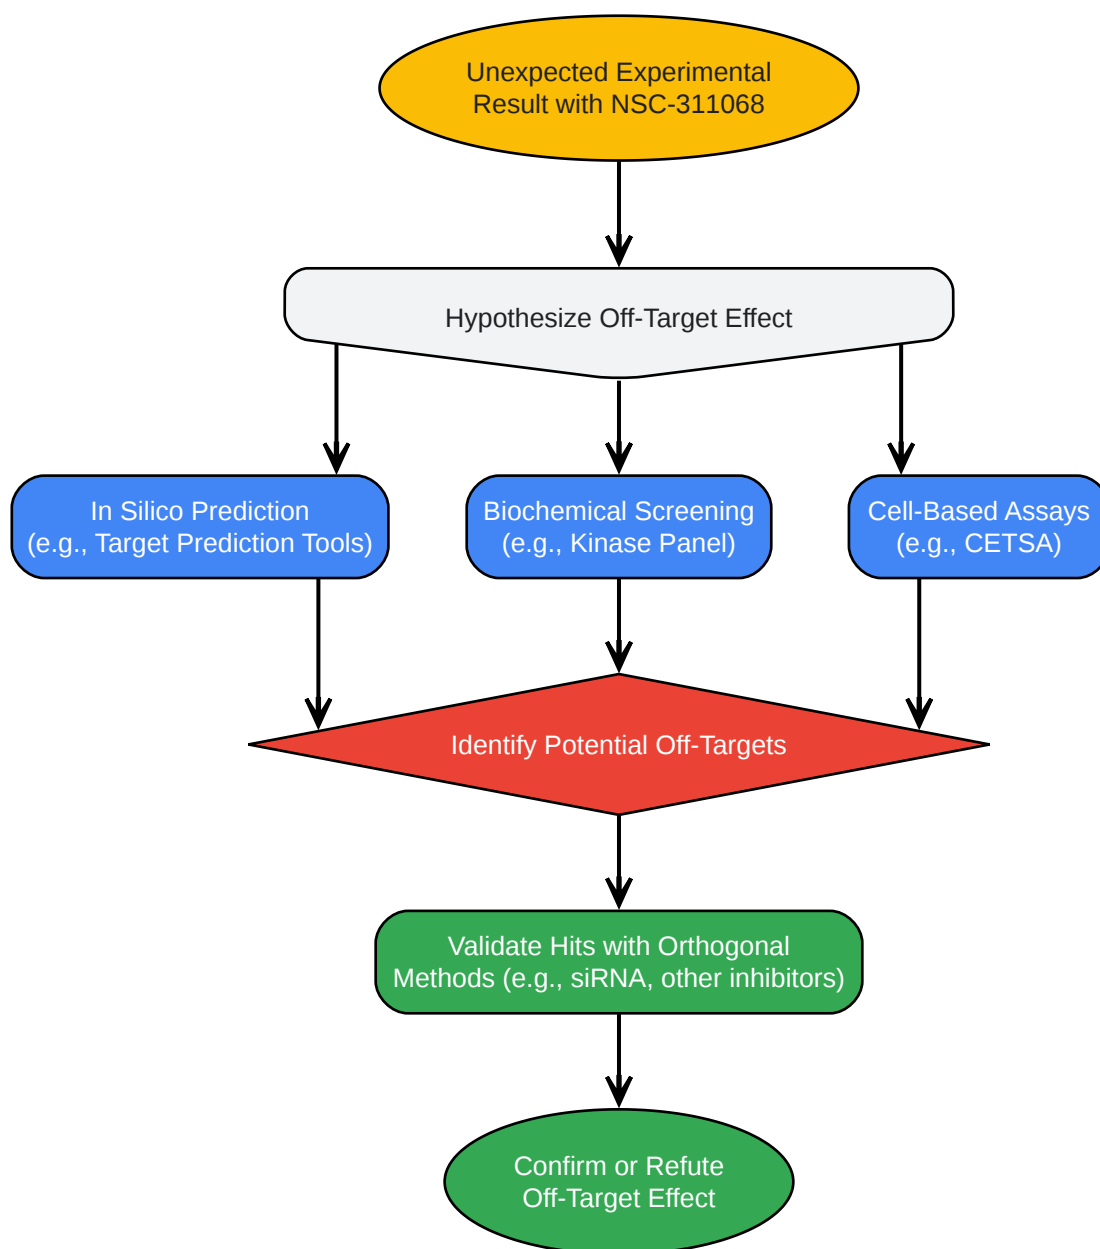 Unexpected Experimental
Result with NSC-311068
Hypothesize Off-Target Effect
In Silico Prediction
(e.g., Target Prediction Tools)
Biochemical Screening
(e.g., Kinase Panel)
Cell-Based Assays
(e.g., CETSA)
Identify Potential Off-Targets
Validate Hits with Orthogonal
Methods (e.g., siRNA, other inhibitors)
Confirm or Refute
Off-Target Effect